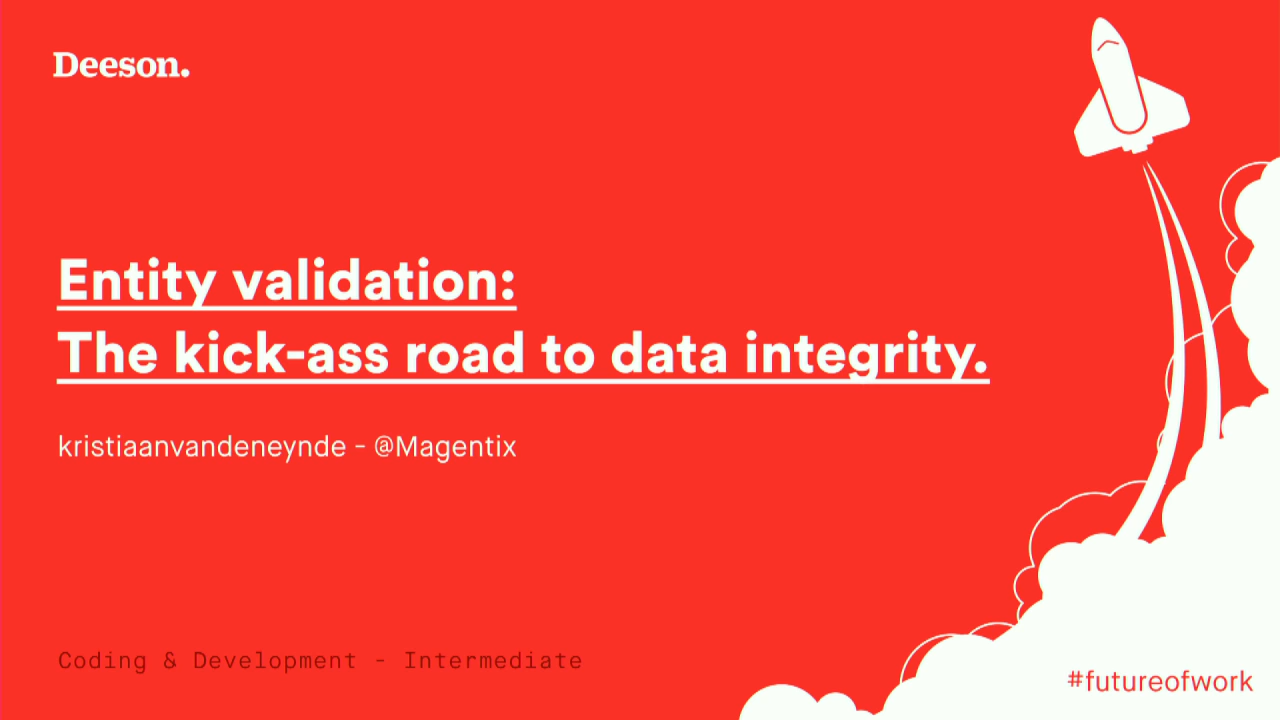 Deeson.
Entity validation:
The kick-ass road to data integrity.
kristiaanvandeneynde - @Magentix
Coding & Development - Intermediate
#futureofwork